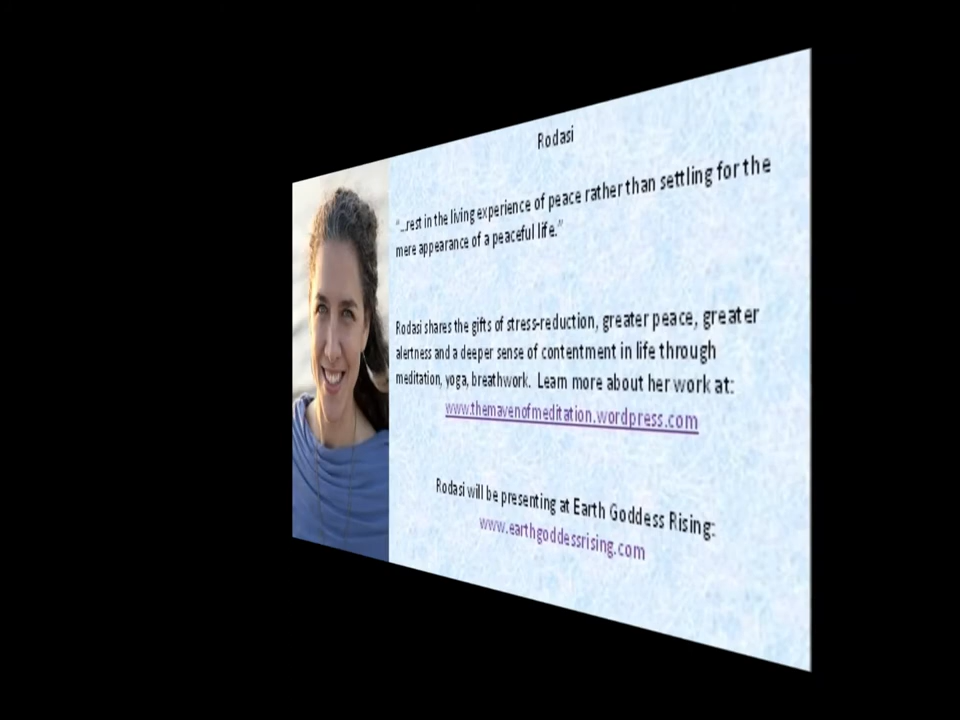 Rodasi
“…rest in the living experience of peace rather than settling for the
mere appearance of a peaceful life.”
Rodasi shares the gifts of stress-reduction, greater peace, greater
alertness and a deeper sense of contentment in life through
meditation, yoga, breathwork.  Learn more about her work at:
www.themavenofmeditation.wordpress.com
Rodasi will be presenting at Earth Goddess Rising:
www.earthgoddessrising.com